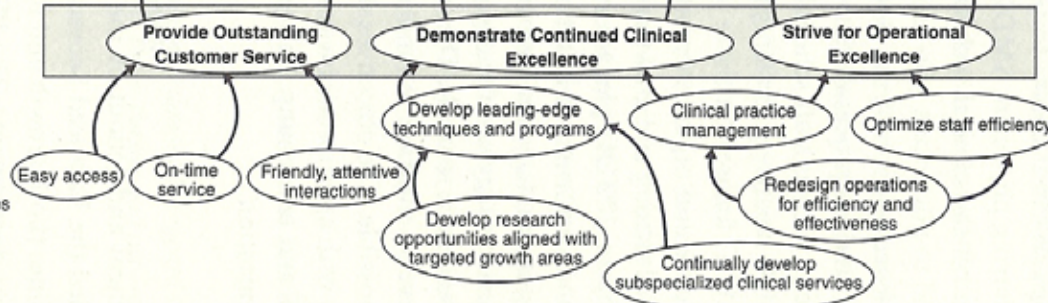 Provide Outstanding
Customer Service
Demonstrate Continued Clinical
Excellence
Strive for Operational
Excellence
Develop leading-edge
techniques and programs
Clinical practice
management
Optimize staff efficiency
Easy access
On-time
service
Friendly, attentive
interactions
Redesign operations
for efficiency and
effectiveness
Develop research
opportunities aligned with
targeted growth areas
Continually develop
subspecialized clinical services